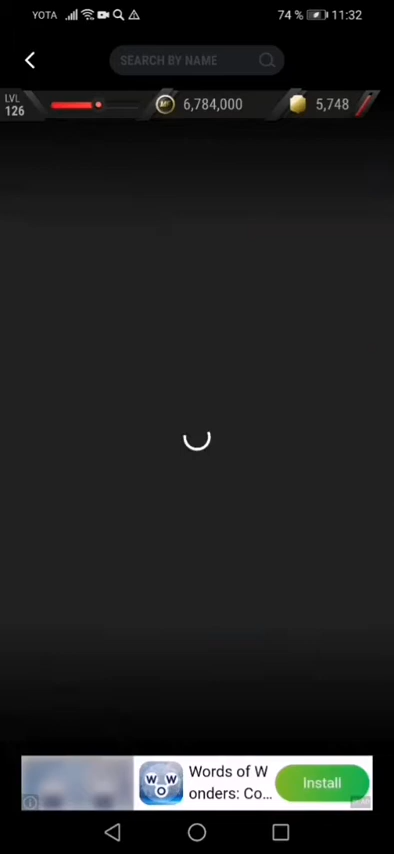 YOTA 74 % 11:32
SEARCH BY NAME
LVL
126 6,784,000 5,748
Words of W
onders: Co...
Install
W W
O